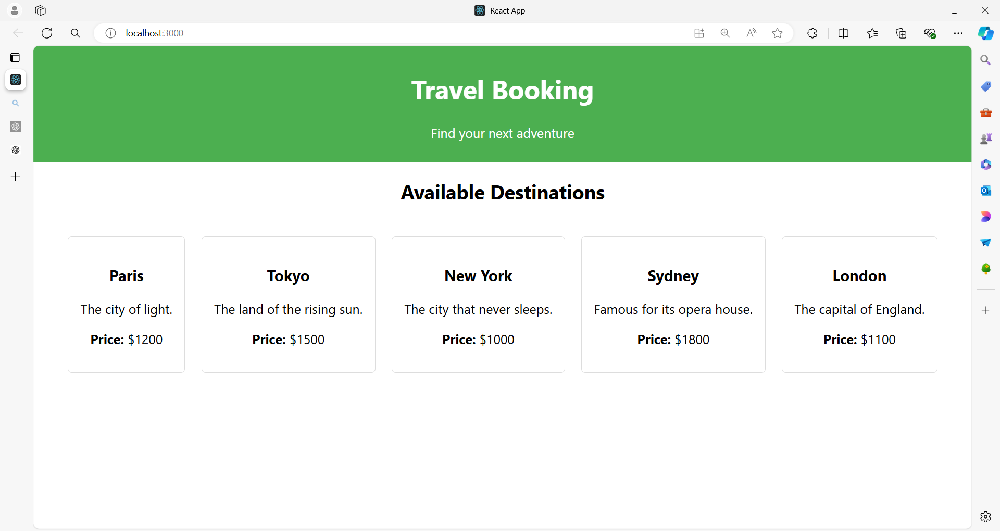 React App
localhost:3000
Travel Booking
Find your next adventure
Available Destinations
Paris
The city of light.
Price: $1200
Tokyo
The land of the rising sun.
Price: $1500
New York
The city that never sleeps.
Price: $1000
Sydney
Famous for its opera house.
Price: $1800
London
The capital of England.
Price: $1100